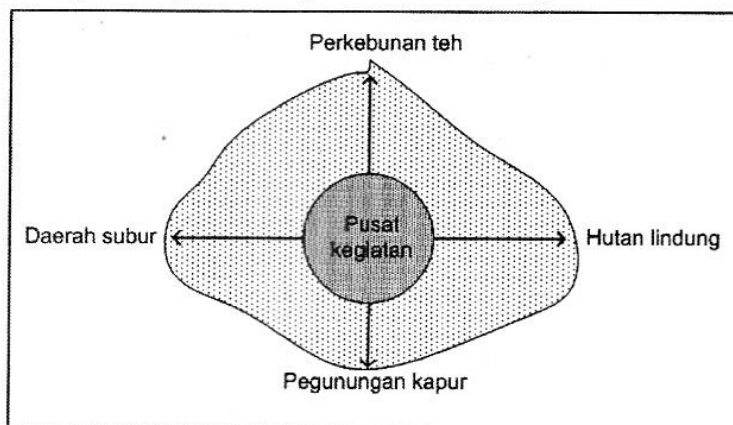 Perkebunan teh
Daerah subur
Pusat
kegiatan
Hutan lindung
Pegunungan kapur